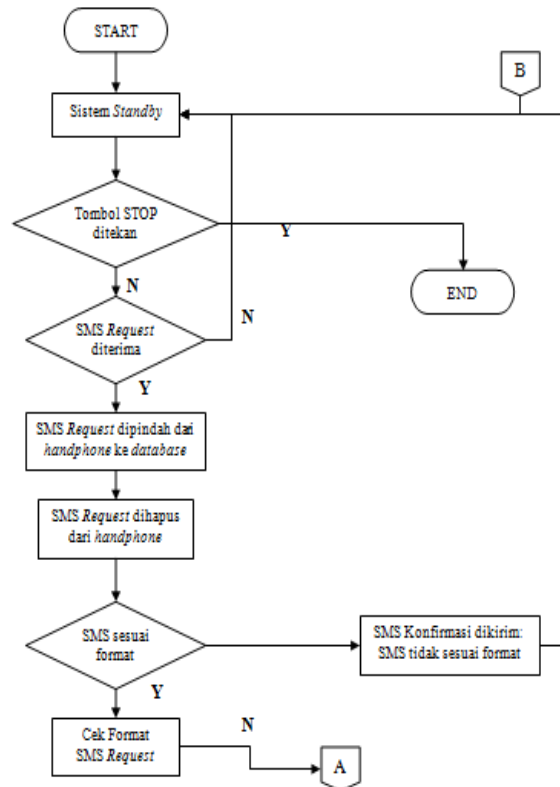 START
B
Sistem Standby
Tombol STOP
ditekan
Y
END
N
SMS Request
diterima
N
Y
SMS Request dipindah dari
handphone ke database
SMS Request dihapus
dari handphone
SMS sesuai
format
SMS Konfirmasi dikirim:
SMS tidak sesuai format
Y
N
Cek Format
SMS Request
A